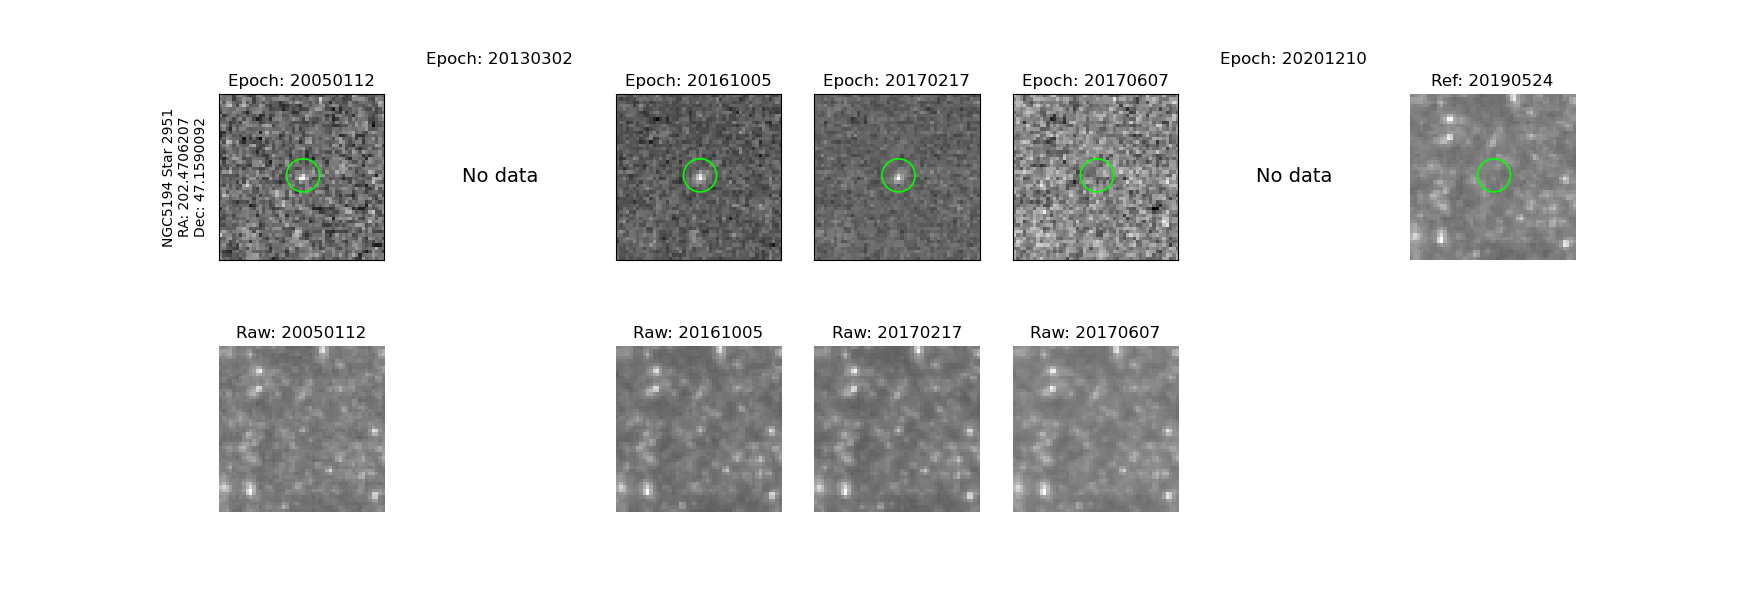 Epoch: 20130302
Epoch: 20201210
Epoch: 20050112
Epoch: 20161005
Epoch: 20170217
Epoch: 20170607
Ref: 20190524
NGC5194 Star 2951
RA: 202.4706207
Dec: 47.1590092
No data
No data
Raw: 20050112
Raw: 20161005
Raw: 20170217
Raw: 20170607